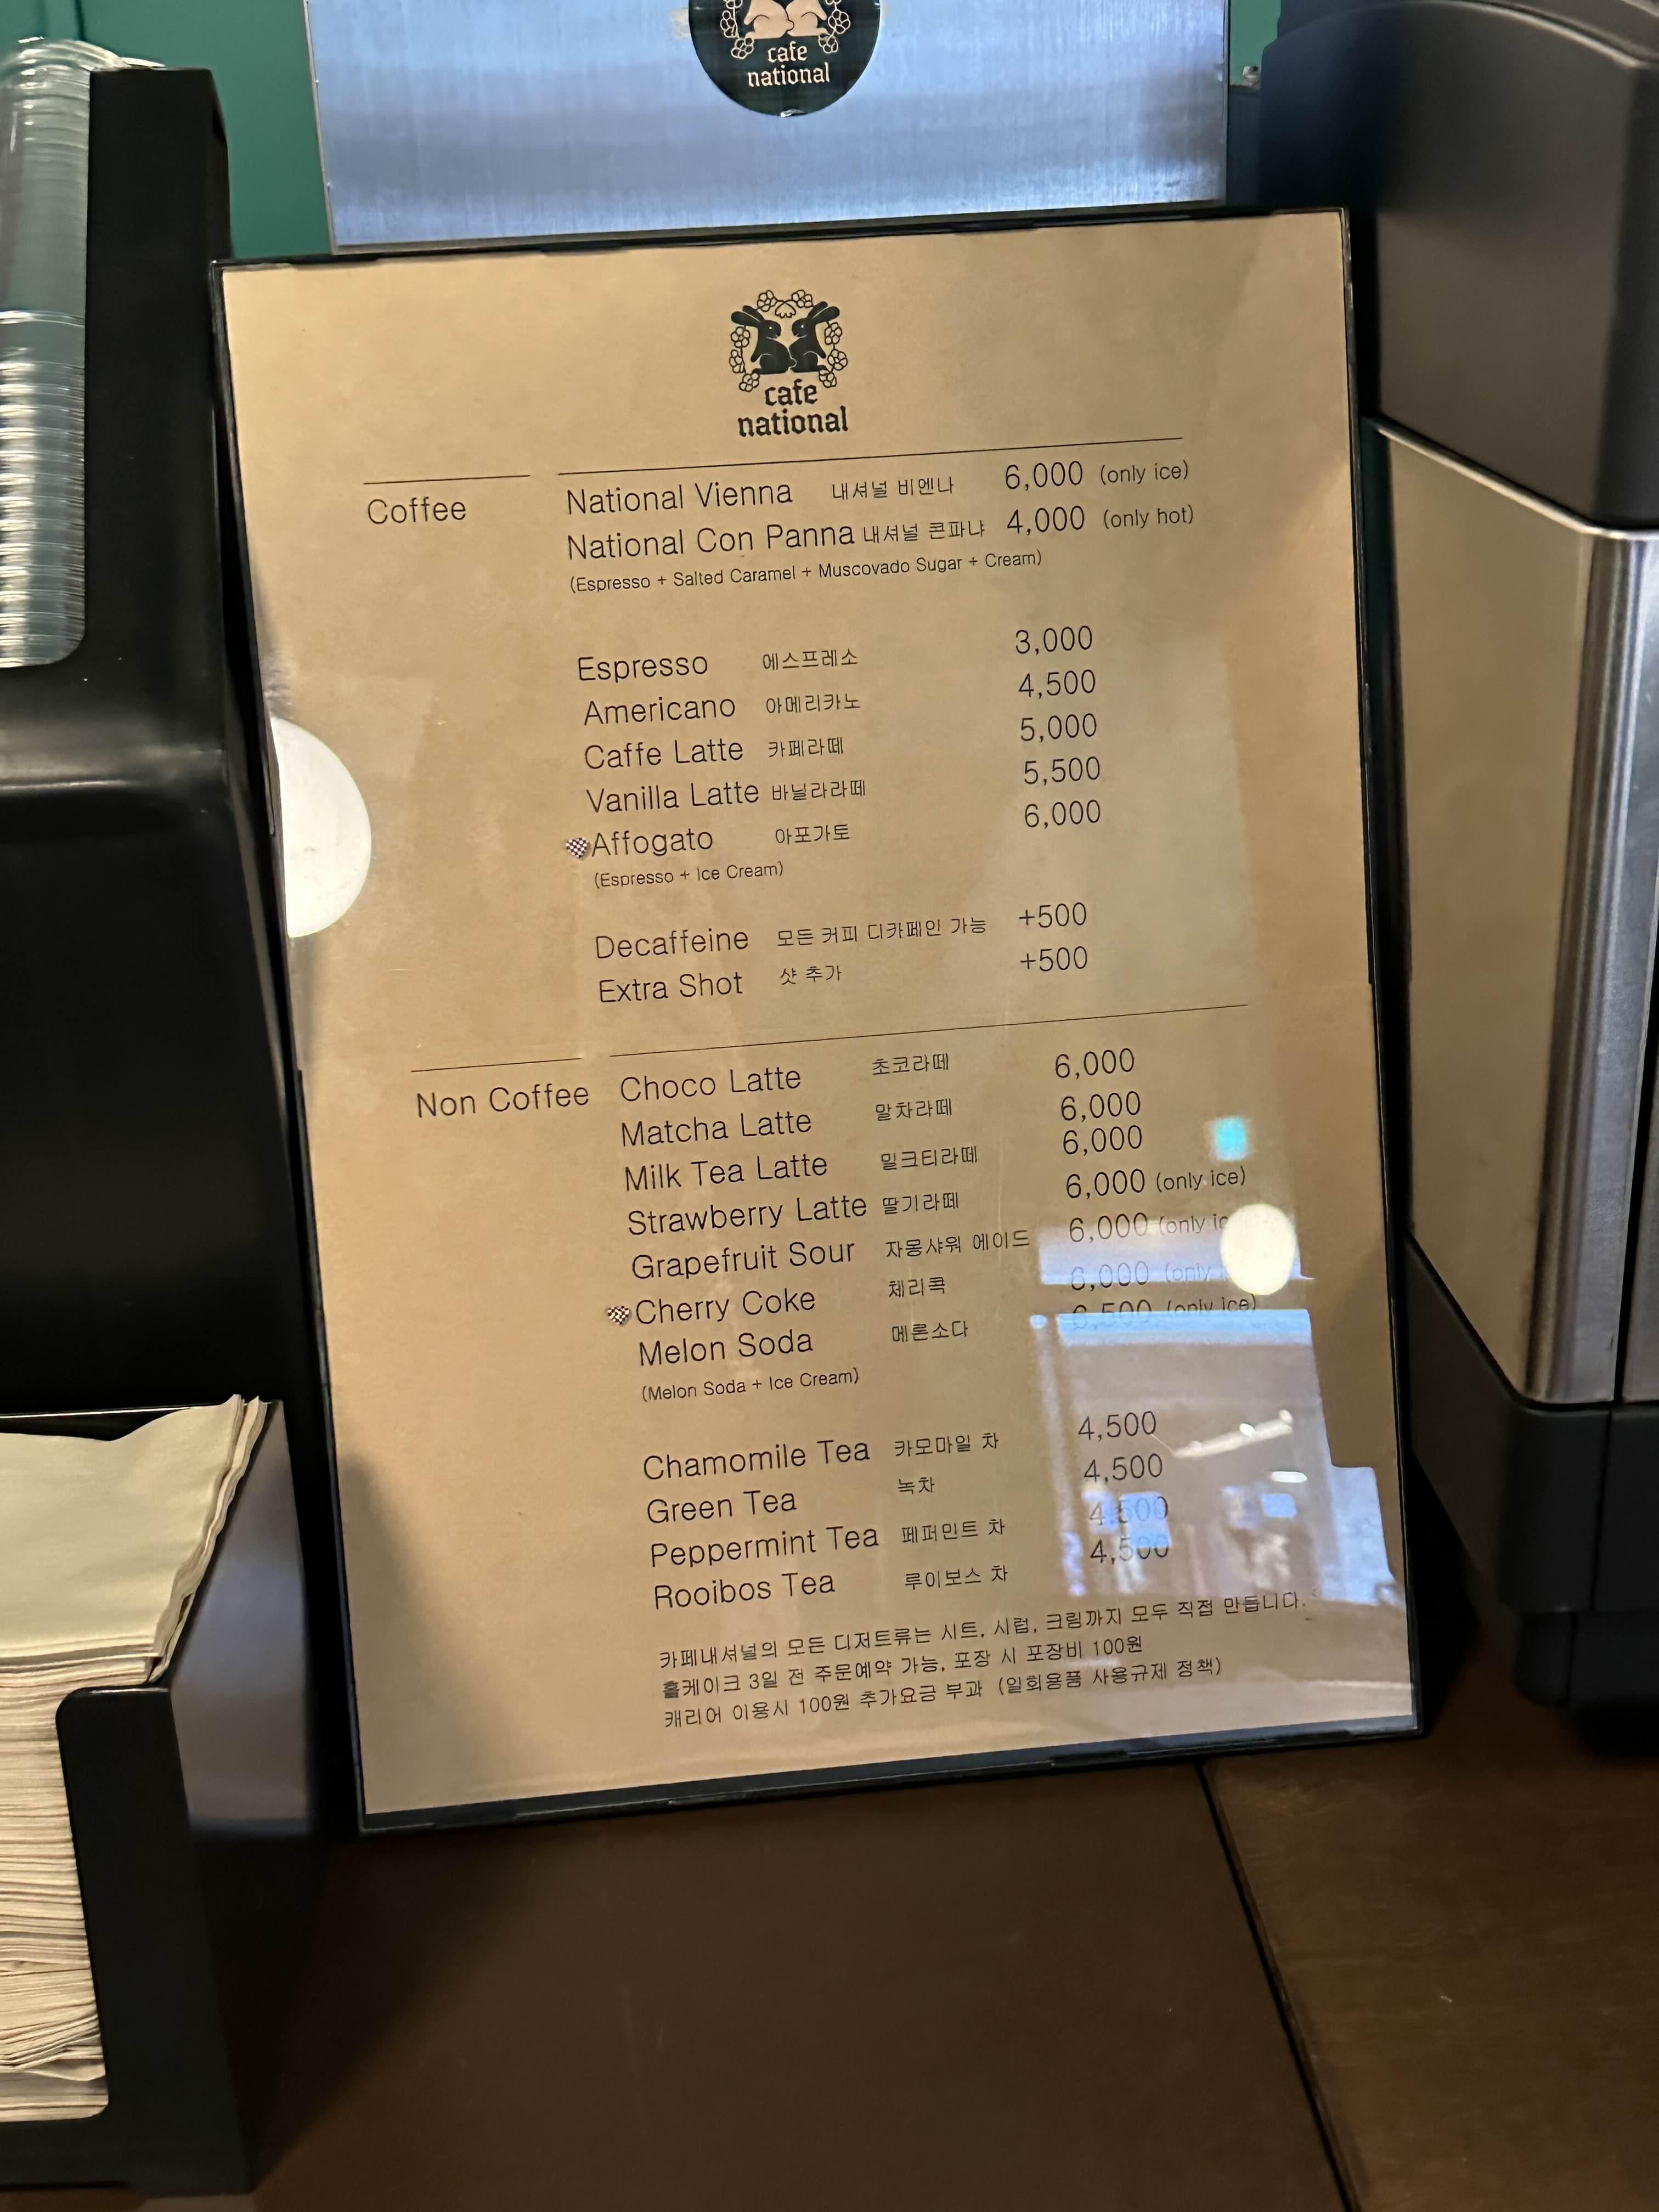 cafe
national
cafe
national
Coffee
National Vienna 내셔널 비엔나 6,000 (only ice)
National Con Panna 내셔널 콘파냐 4,000 (only hot)
(Espresso + Salted Caramel + Muscovado Sugar + Cream)
Espresso 에스프레소 3,000
Americano 아메리카노 4,500
Caffe Latte 카페라떼 5,000
Vanilla Latte 바닐라라떼 5,500
Affogato 아포가토 6,000
(Espresso + Ice Cream)
Decaffeine 모든 커피 디카페인 가능 +500
Extra Shot 샷 추가 +500
Non Coffee
Choco Latte 초코라떼 6,000
Matcha Latte 말차라떼 6,000
Milk Tea Latte 밀크티라떼 6,000
Strawberry Latte 딸기라떼 6,000 (only ice)
Grapefruit Sour 자몽샤워 에이드 6,000 (only
Cherry Coke 체리콕 6,000 (only
Melon Soda 메론소다 6,500 (only ice)
(Melon Soda + Ice Cream)
Chamomile Tea 카모마일 차 4,500
Green Tea 녹차 4,500
Peppermint Tea 페퍼민트 차 4,500
Rooibos Tea 루이보스 차 4,500
카페내셔널의 모든 디저트류는 시트, 시럽, 크림까지 모두 직접 만듭니다.
홀케이크 3일 전 주문예약 가능, 포장 시 포장비 100원
캐리어 이용시 100원 추가요금 부과 (일회용품 사용규제 정책)